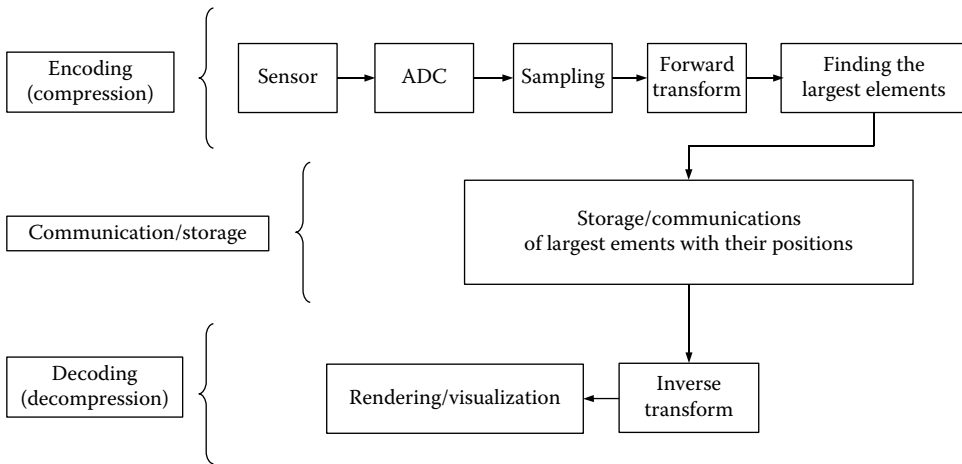 Encoding
(compression)
Sensor
ADC
Sampling
Forward
transform
Finding the
largest elements
Communication/storage
Storage/communications
of largest ements with their positions
Decoding
(decompression)
Rendering/visualization
Inverse
transform